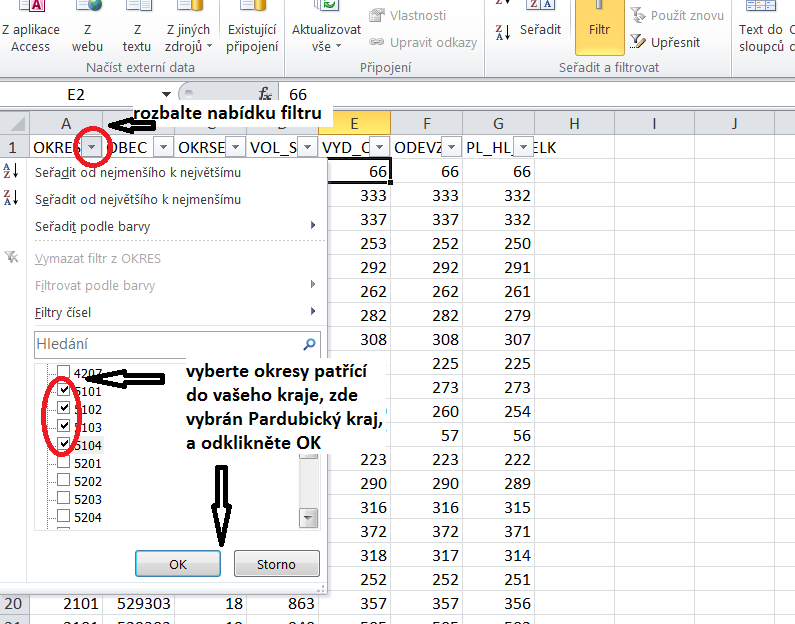 Z aplikace
Access
Z
webu
Z
textu
Z jiných
zdrojů
Existující
připojení
Aktualizovat
vše
Vlastnosti
Upravit odkazy
Seřadit
Filtr
Použít znovu
Upřesnit
Text do
sloupců
Načíst externí data
Připojení
Seřadit a filtrovat
E2
fx
66
rozbalte nabídku filtru
A E F G H I J
1 OKRES OBEC OKRSE VOL_S VYD_O ODEVZ PL_HL_ ELK
Seřadit od nejmenšího k největšímu
Seřadit od největšího k nejmenšímu
Seřadit podle barvy
Vymazat filtr z OKRES
Filtrovat podle barvy
Filtry čísel
Hledání
4207
5101
5102
5103
5104
5201
5202
5203
5204
vyberte okresy patřící
do vašeho kraje, zde
vybrán Pardubický kraj,
a odklikněte OK
OK
Storno
66 66 66
333 333 332
337 337 332
253 252 250
292 292 291
262 262 261
282 282 279
308 308 307
225 225
273 273
260 254
57 56
223 223 222
290 290 289
316 316 315
372 372 371
318 317 314
252 252 251
20 2101 529303 18 863 357 357 356